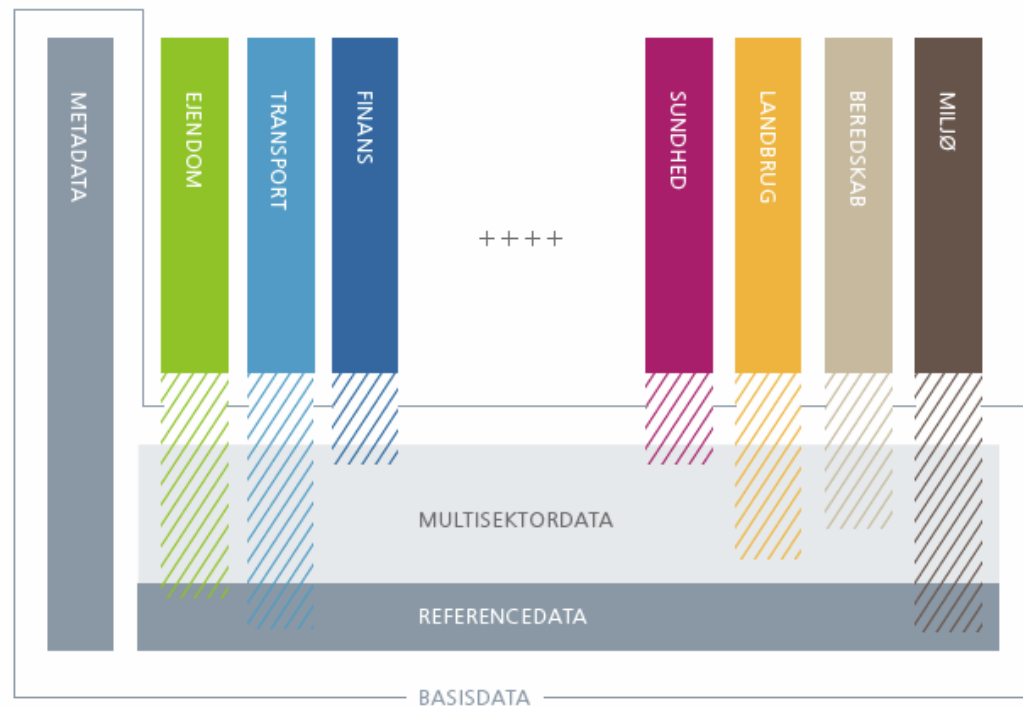 METADATA
EJENDOM
TRANSPORT
FINANS
++++
SUNDHED
LANDBRUG
BEREDSKAB
MILJØ
MULTISEKTORDATA
REFERENCEDATA
BASISDATA